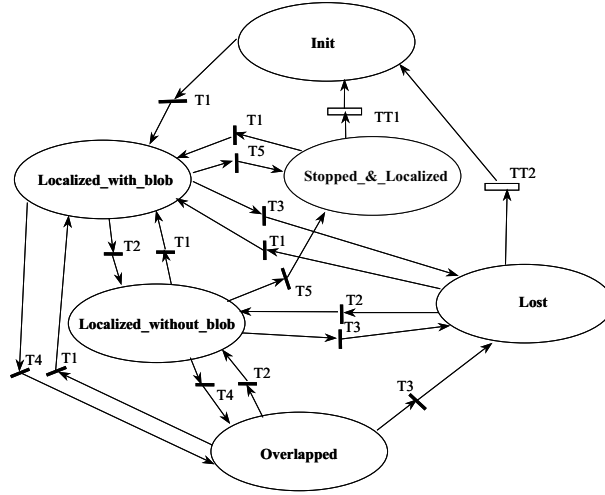 Init
T1
T1
TT1
T5
Localized_with_blob
Stopped_&_Localized
TT2
T3
T1
T2
T1
T5
T2
Lost
Localized_without_blob
T3
T4
T1
T2
T4
T3
Overlapped